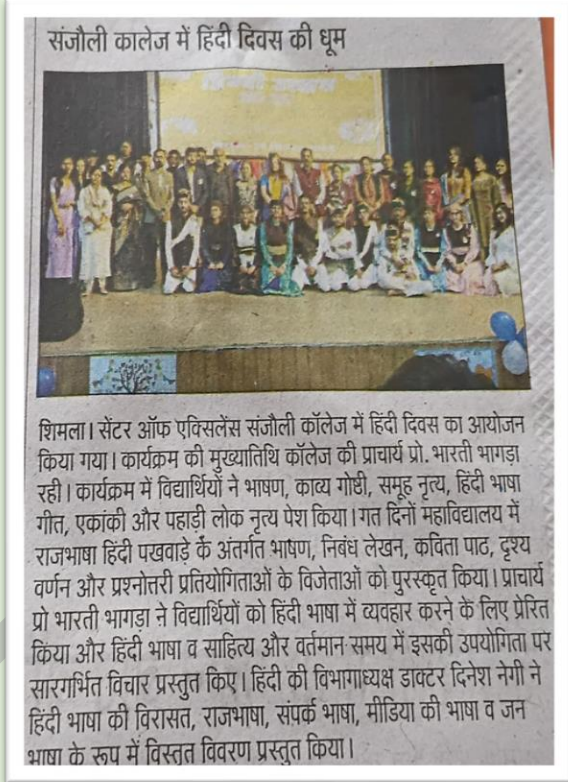 संजौली कालेज में हिंदी दिवस की धूम
शिमला। सेंटर ऑफ एक्सिलेंस संजौली कॉलेज में हिंदी दिवस का आयोजन
किया गया। कार्यक्रम की मुख्यातिथि कॉलेज की प्राचार्य प्रो. भारती भागड़ा
रही। कार्यक्रम में विद्यार्थियों ने भाषण, काव्य गोष्ठी, समूह नृत्य, हिंदी भाषा
गीत, एकांकी और पहाड़ी लोक नृत्य पेश किया। गत दिनों महाविद्यालय में
राजभाषा हिंदी पखवाड़े के अंतर्गत भाषण, निबंध लेखन, कविता पाठ, दृश्य
वर्णन और प्रश्नोत्तरी प्रतियोगिताओं के विजेताओं को पुरस्कृत किया। प्राचार्य
प्रो भारती भागड़ा ने विद्यार्थियों को हिंदी भाषा में व्यवहार करने के लिए प्रेरित
किया और हिंदी भाषा व साहित्य और वर्तमान समय में इसकी उपयोगिता पर
सारगर्भित विचार प्रस्तुत किए। हिंदी की विभागाध्यक्ष डाक्टर दिनेश नेगी ने
हिंदी भाषा की विरासत, राजभाषा, संपर्क भाषा, मीडिया की भाषा व जन
भाषा के रूप में विस्तृत विवरण प्रस्तुत किया।